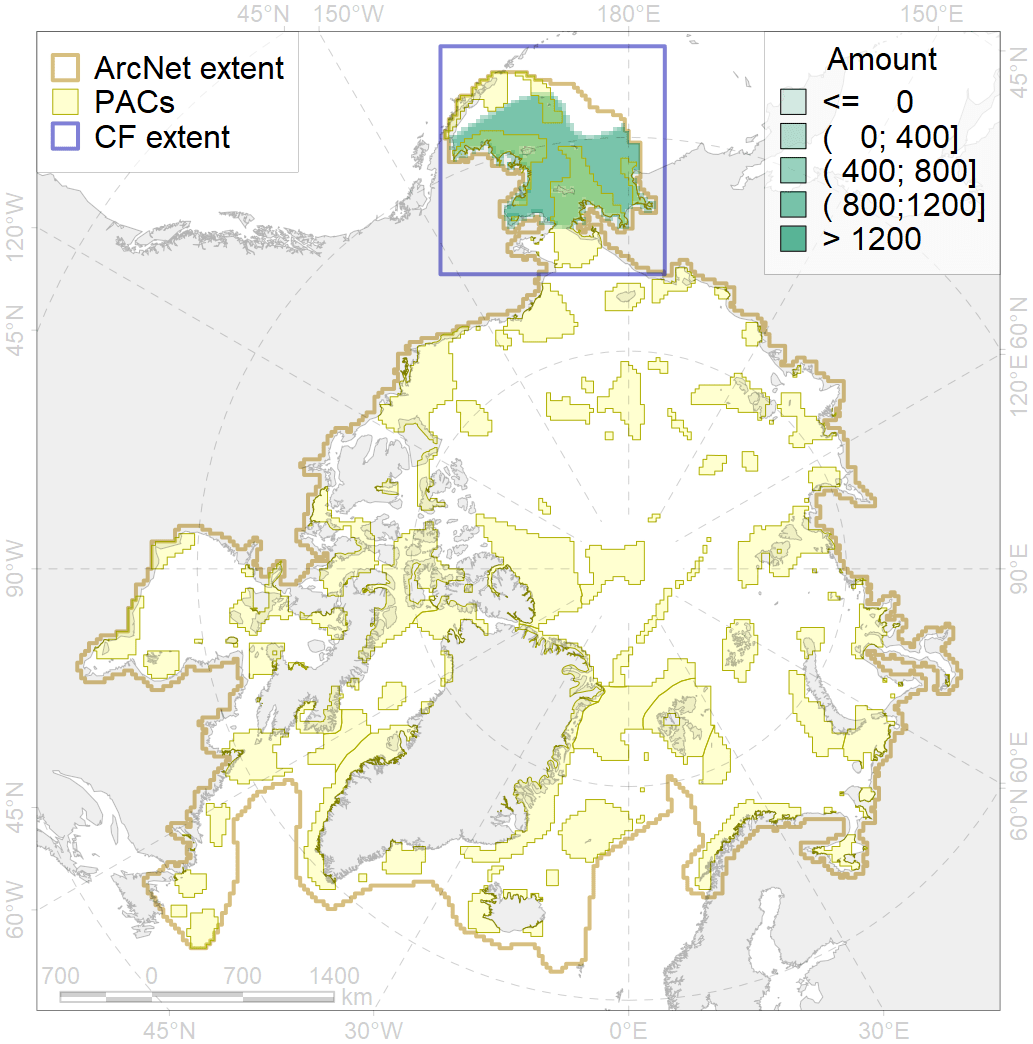 45°N 150°W 180°E 150°E
ArcNet extent
PACs
CF extent
Amount
<= 0
( 0; 400]
( 400; 800]
( 800;1200]
> 1200
45°N
120°W
45°N
90°W
45°N
60°W
60°N
120°E
90°E
60°E
60°N
700 0 700 1400
km
45°N 30°W 0°E 30°E